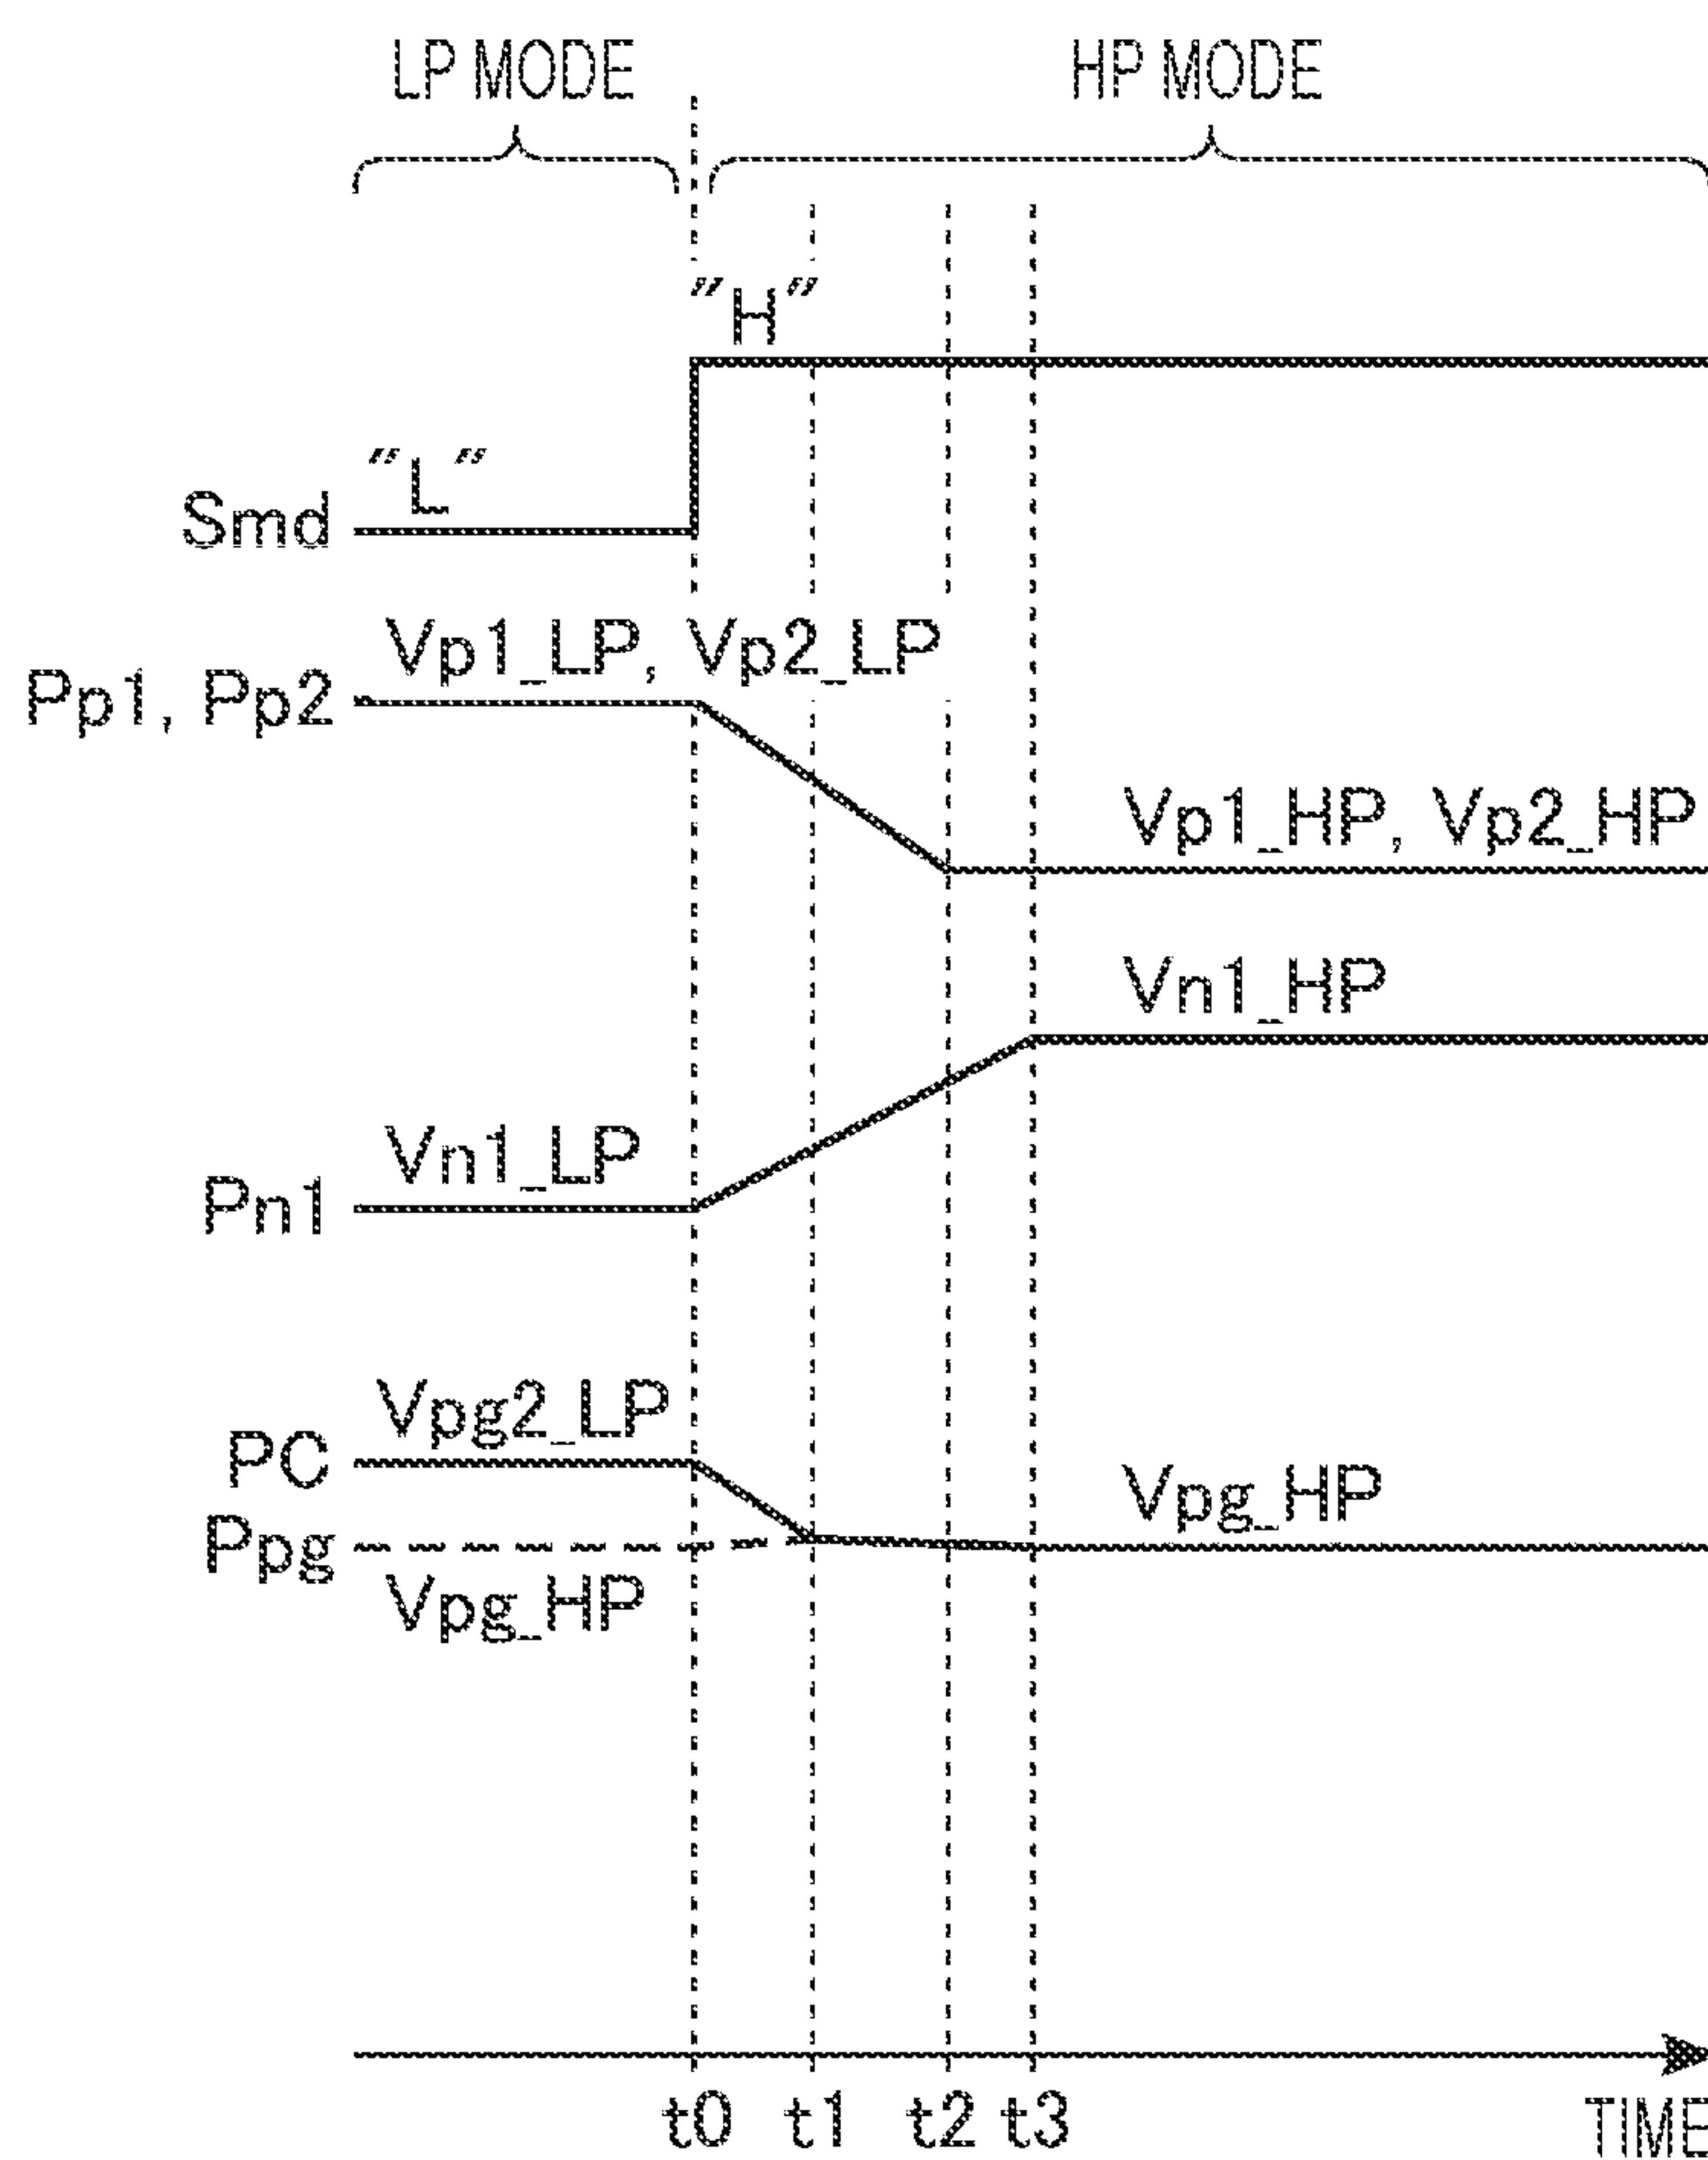 LP MODE HP MODE
"H"
"L"
Smd
Vp1_LP, Vp2_LP
Pp1, Pp2
Vp1_HP, Vp2_HP
Vn1_HP
Vn1_LP
Pn1
Vpg2_LP
PC
Vpg_HP
Ppg
Vpg_HP
t0 t1 t2 t3 TIME